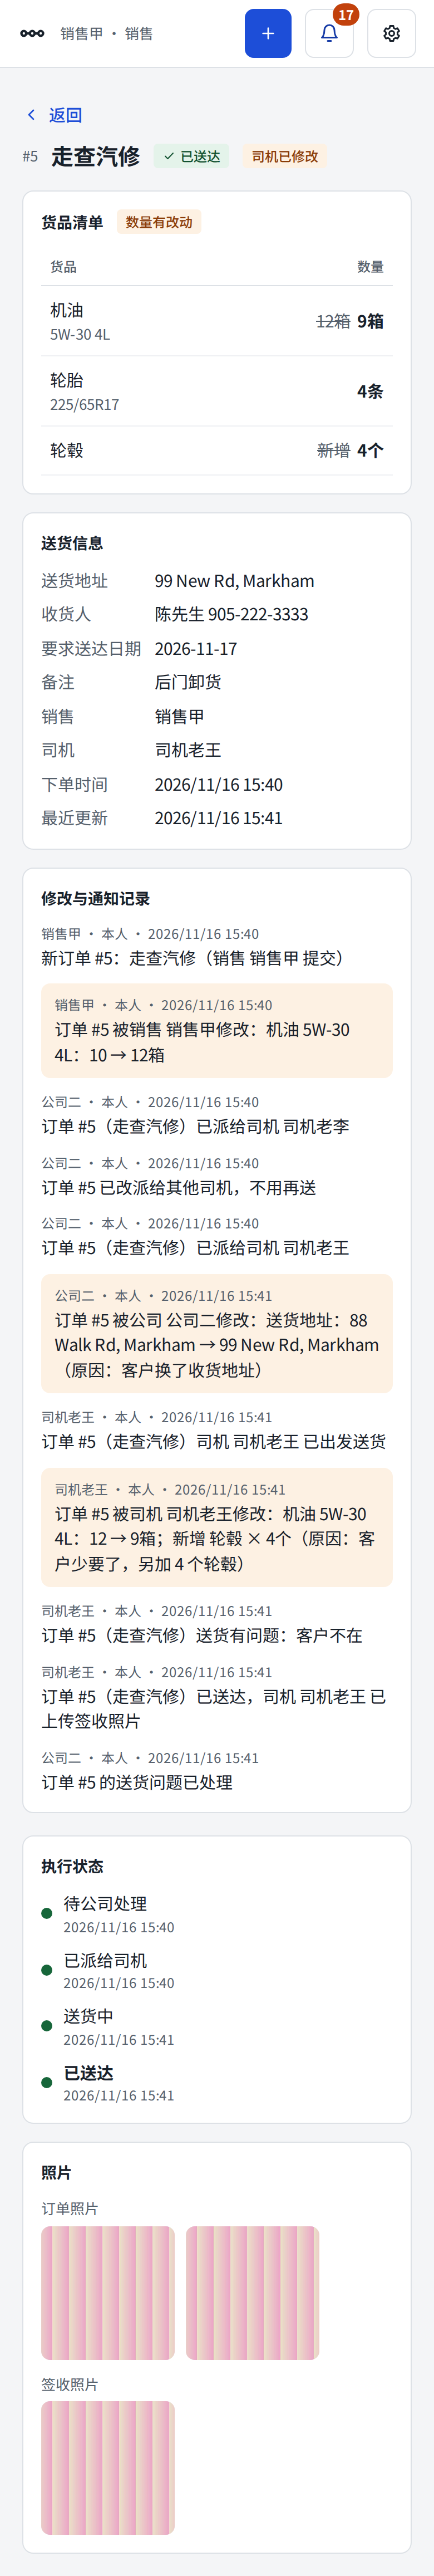 销售甲 · 销售
17
返回
#5 走查汽修 已送达 司机已修改
货品清单 数量有改动
货品 数量
机油
5W-30 4L
12箱 9箱
轮胎
225/65R17
4条
轮毂 新增 4个
送货信息
送货地址 99 New Rd, Markham
收货人 陈先生 905-222-3333
要求送达日期 2026-11-17
备注 后门卸货
销售 销售甲
司机 司机老王
下单时间 2026/11/16 15:40
最近更新 2026/11/16 15:41
修改与通知记录
销售甲 · 本人 · 2026/11/16 15:40
新订单 #5：走查汽修（销售 销售甲 提交）
销售甲 · 本人 · 2026/11/16 15:40
订单 #5 被销售 销售甲修改：机油 5W-30
4L：10 → 12箱
公司二 · 本人 · 2026/11/16 15:40
订单 #5（走查汽修）已派给司机 司机老李
公司二 · 本人 · 2026/11/16 15:40
订单 #5 已改派给其他司机，不用再送
公司二 · 本人 · 2026/11/16 15:40
订单 #5（走查汽修）已派给司机 司机老王
公司二 · 本人 · 2026/11/16 15:41
订单 #5 被公司 公司二修改：送货地址：88
Walk Rd, Markham → 99 New Rd, Markham
（原因：客户换了收货地址）
司机老王 · 本人 · 2026/11/16 15:41
订单 #5（走查汽修）司机 司机老王 已出发送货
司机老王 · 本人 · 2026/11/16 15:41
订单 #5 被司机 司机老王修改：机油 5W-30
4L：12 → 9箱；新增 轮毂 × 4个（原因：客
户少要了，另加 4 个轮毂）
司机老王 · 本人 · 2026/11/16 15:41
订单 #5（走查汽修）送货有问题：客户不在
司机老王 · 本人 · 2026/11/16 15:41
订单 #5（走查汽修）已送达，司机 司机老王 已
上传签收照片
公司二 · 本人 · 2026/11/16 15:41
订单 #5 的送货问题已处理
执行状态
待公司处理
2026/11/16 15:40
已派给司机
2026/11/16 15:40
送货中
2026/11/16 15:41
已送达
2026/11/16 15:41
照片
订单照片
签收照片